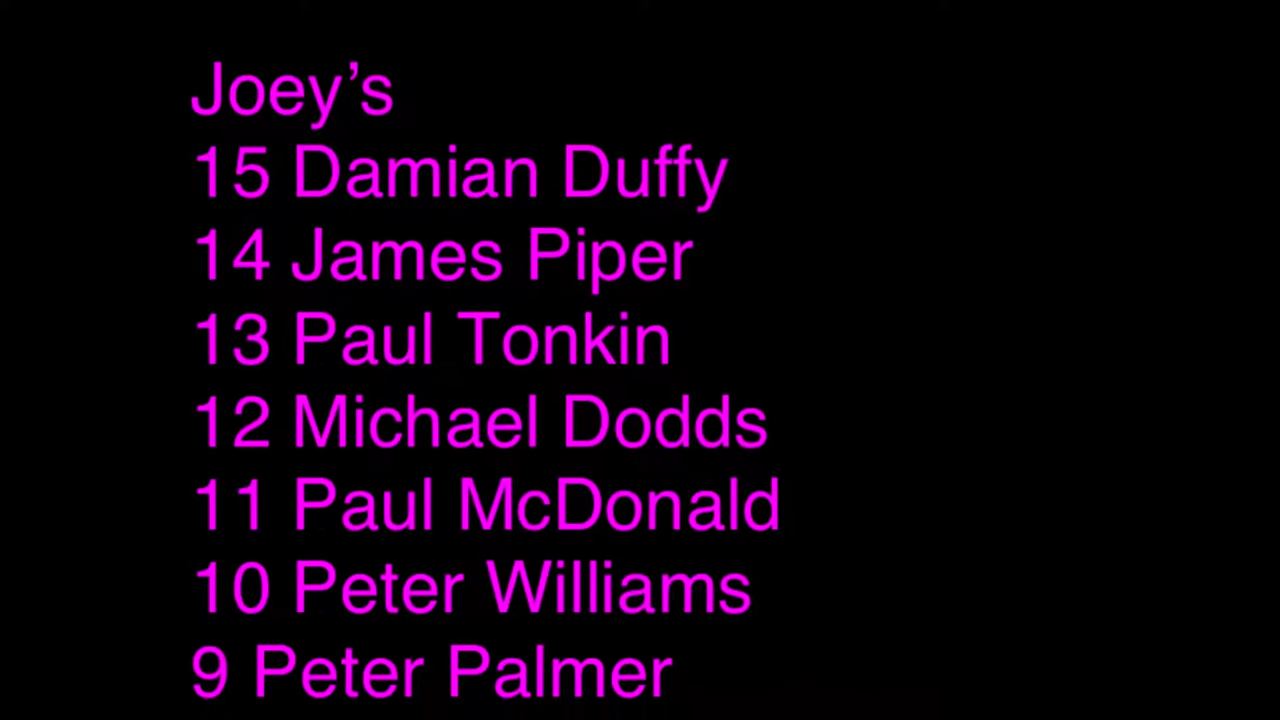 Joey’s
15 Damian Duffy
14 James Piper
13 Paul Tonkin
12 Michael Dodds
11 Paul McDonald
10 Peter Williams
9 Peter Palmer